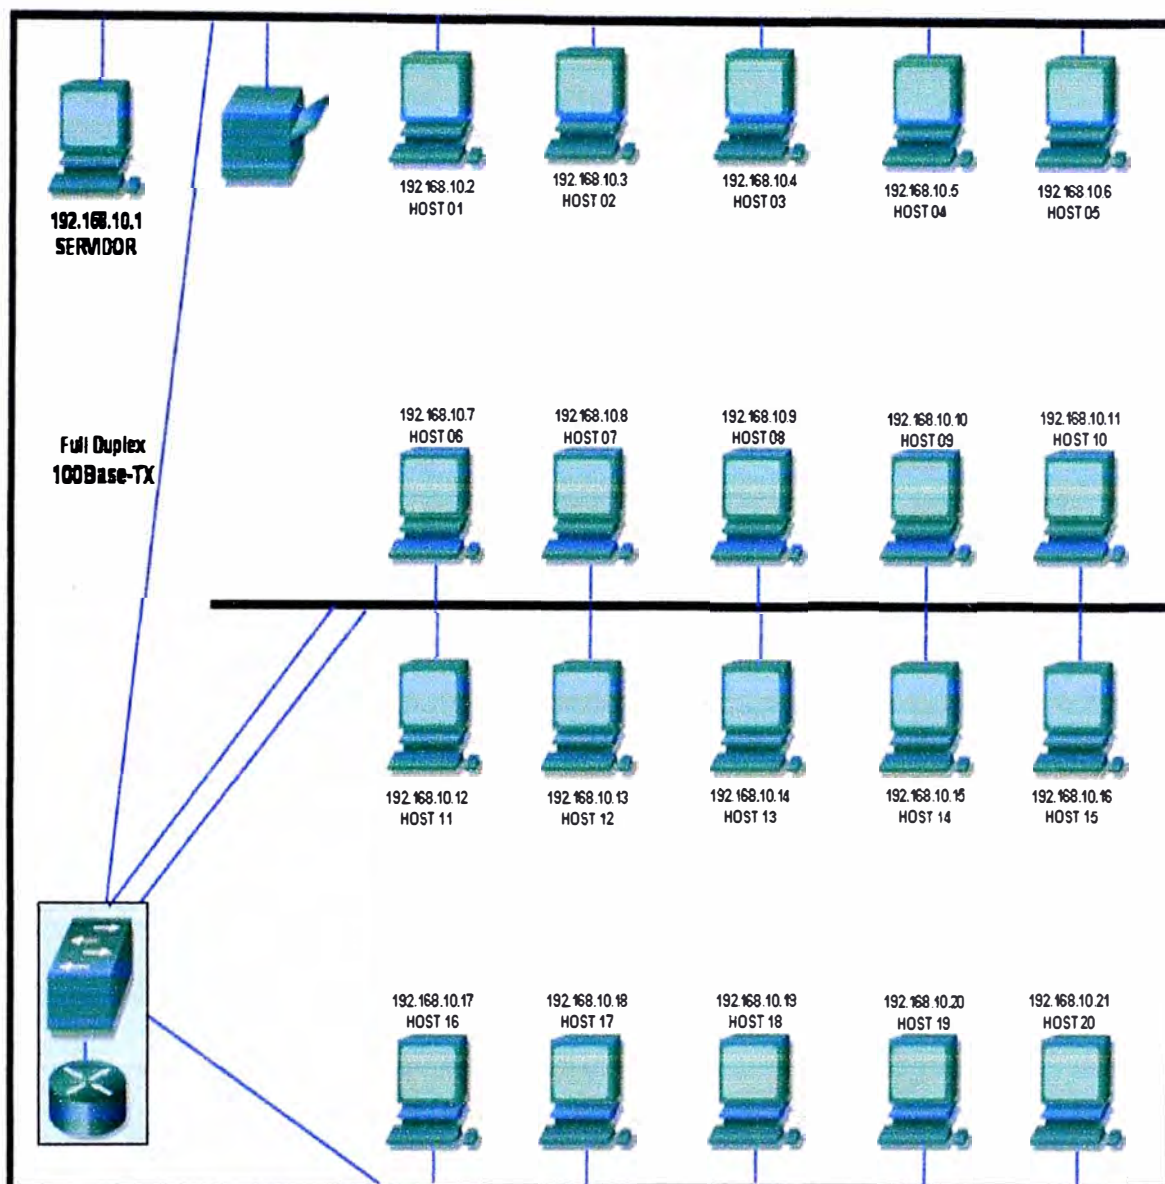 192.168.10.1
SERVIDOR
192.168.10.2
HOST 01
192.168.10.3
HOST 02
192.168.10.4
HOST 03
192.168.10.5
HOST 04
192.168.10.6
HOST 05
Full Duplex
100Base-TX
192.168.10.7
HOST 06
192.168.10.8
HOST 07
192.168.10.9
HOST 08
192.168.10.10
HOST 09
192.168.10.11
HOST 10
192.168.10.12
HOST 11
192.168.10.13
HOST 12
192.168.10.14
HOST 13
192.168.10.15
HOST 14
192.168.10.16
HOST 15
192.168.10.17
HOST 16
192.168.10.18
HOST 17
192.168.10.19
HOST 18
192.168.10.20
HOST 19
192.168.10.21
HOST 20